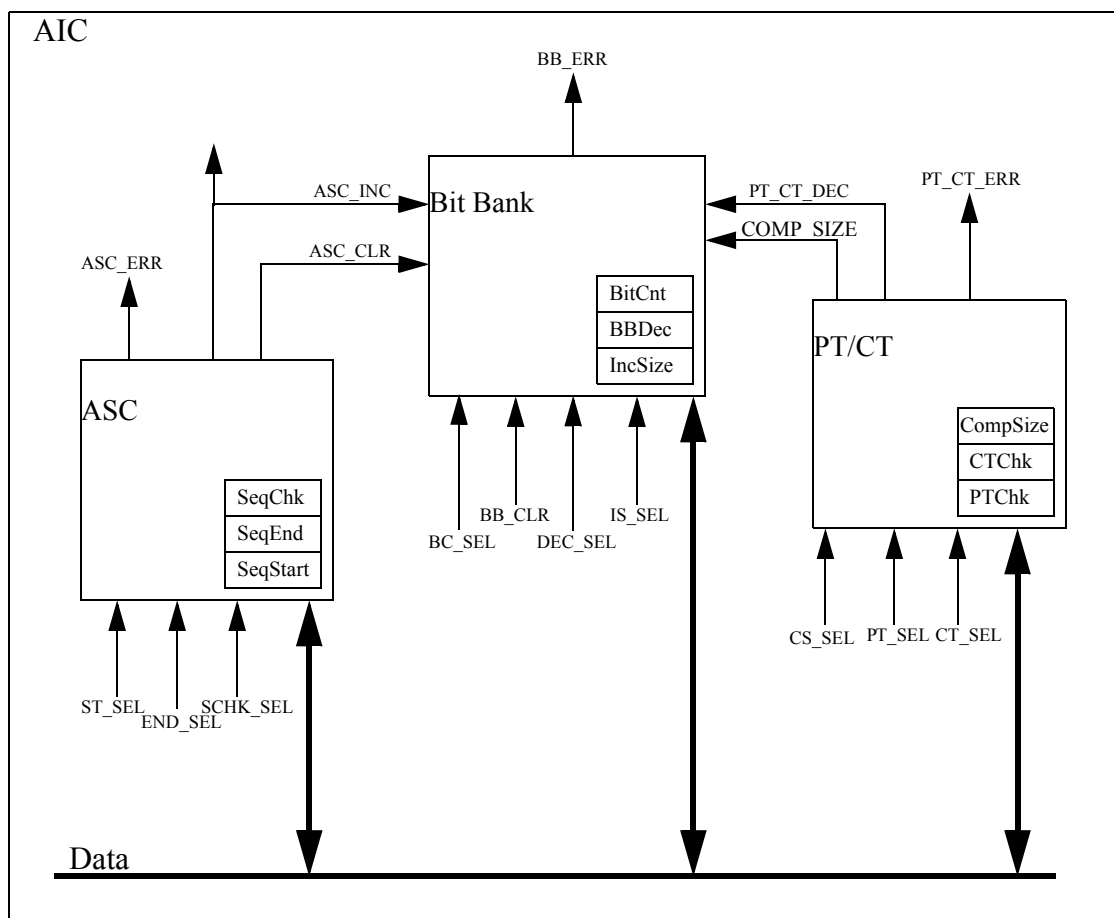 AIC
BB_ERR
ASC_INC
Bit Bank
PT_CT_DEC
PT_CT_ERR
COMP_SIZE
ASC_CLR
ASC_ERR
BitCnt
BBDec
IncSize
PT/CT
ASC
CompSize
CTChk
PTChk
SeqChk
SeqEnd
SeqStart
BC_SEL
BB_CLR
DEC_SEL
IS_SEL
CS_SEL
PT_SEL
CT_SEL
ST_SEL
END_SEL
SCHK_SEL
Data